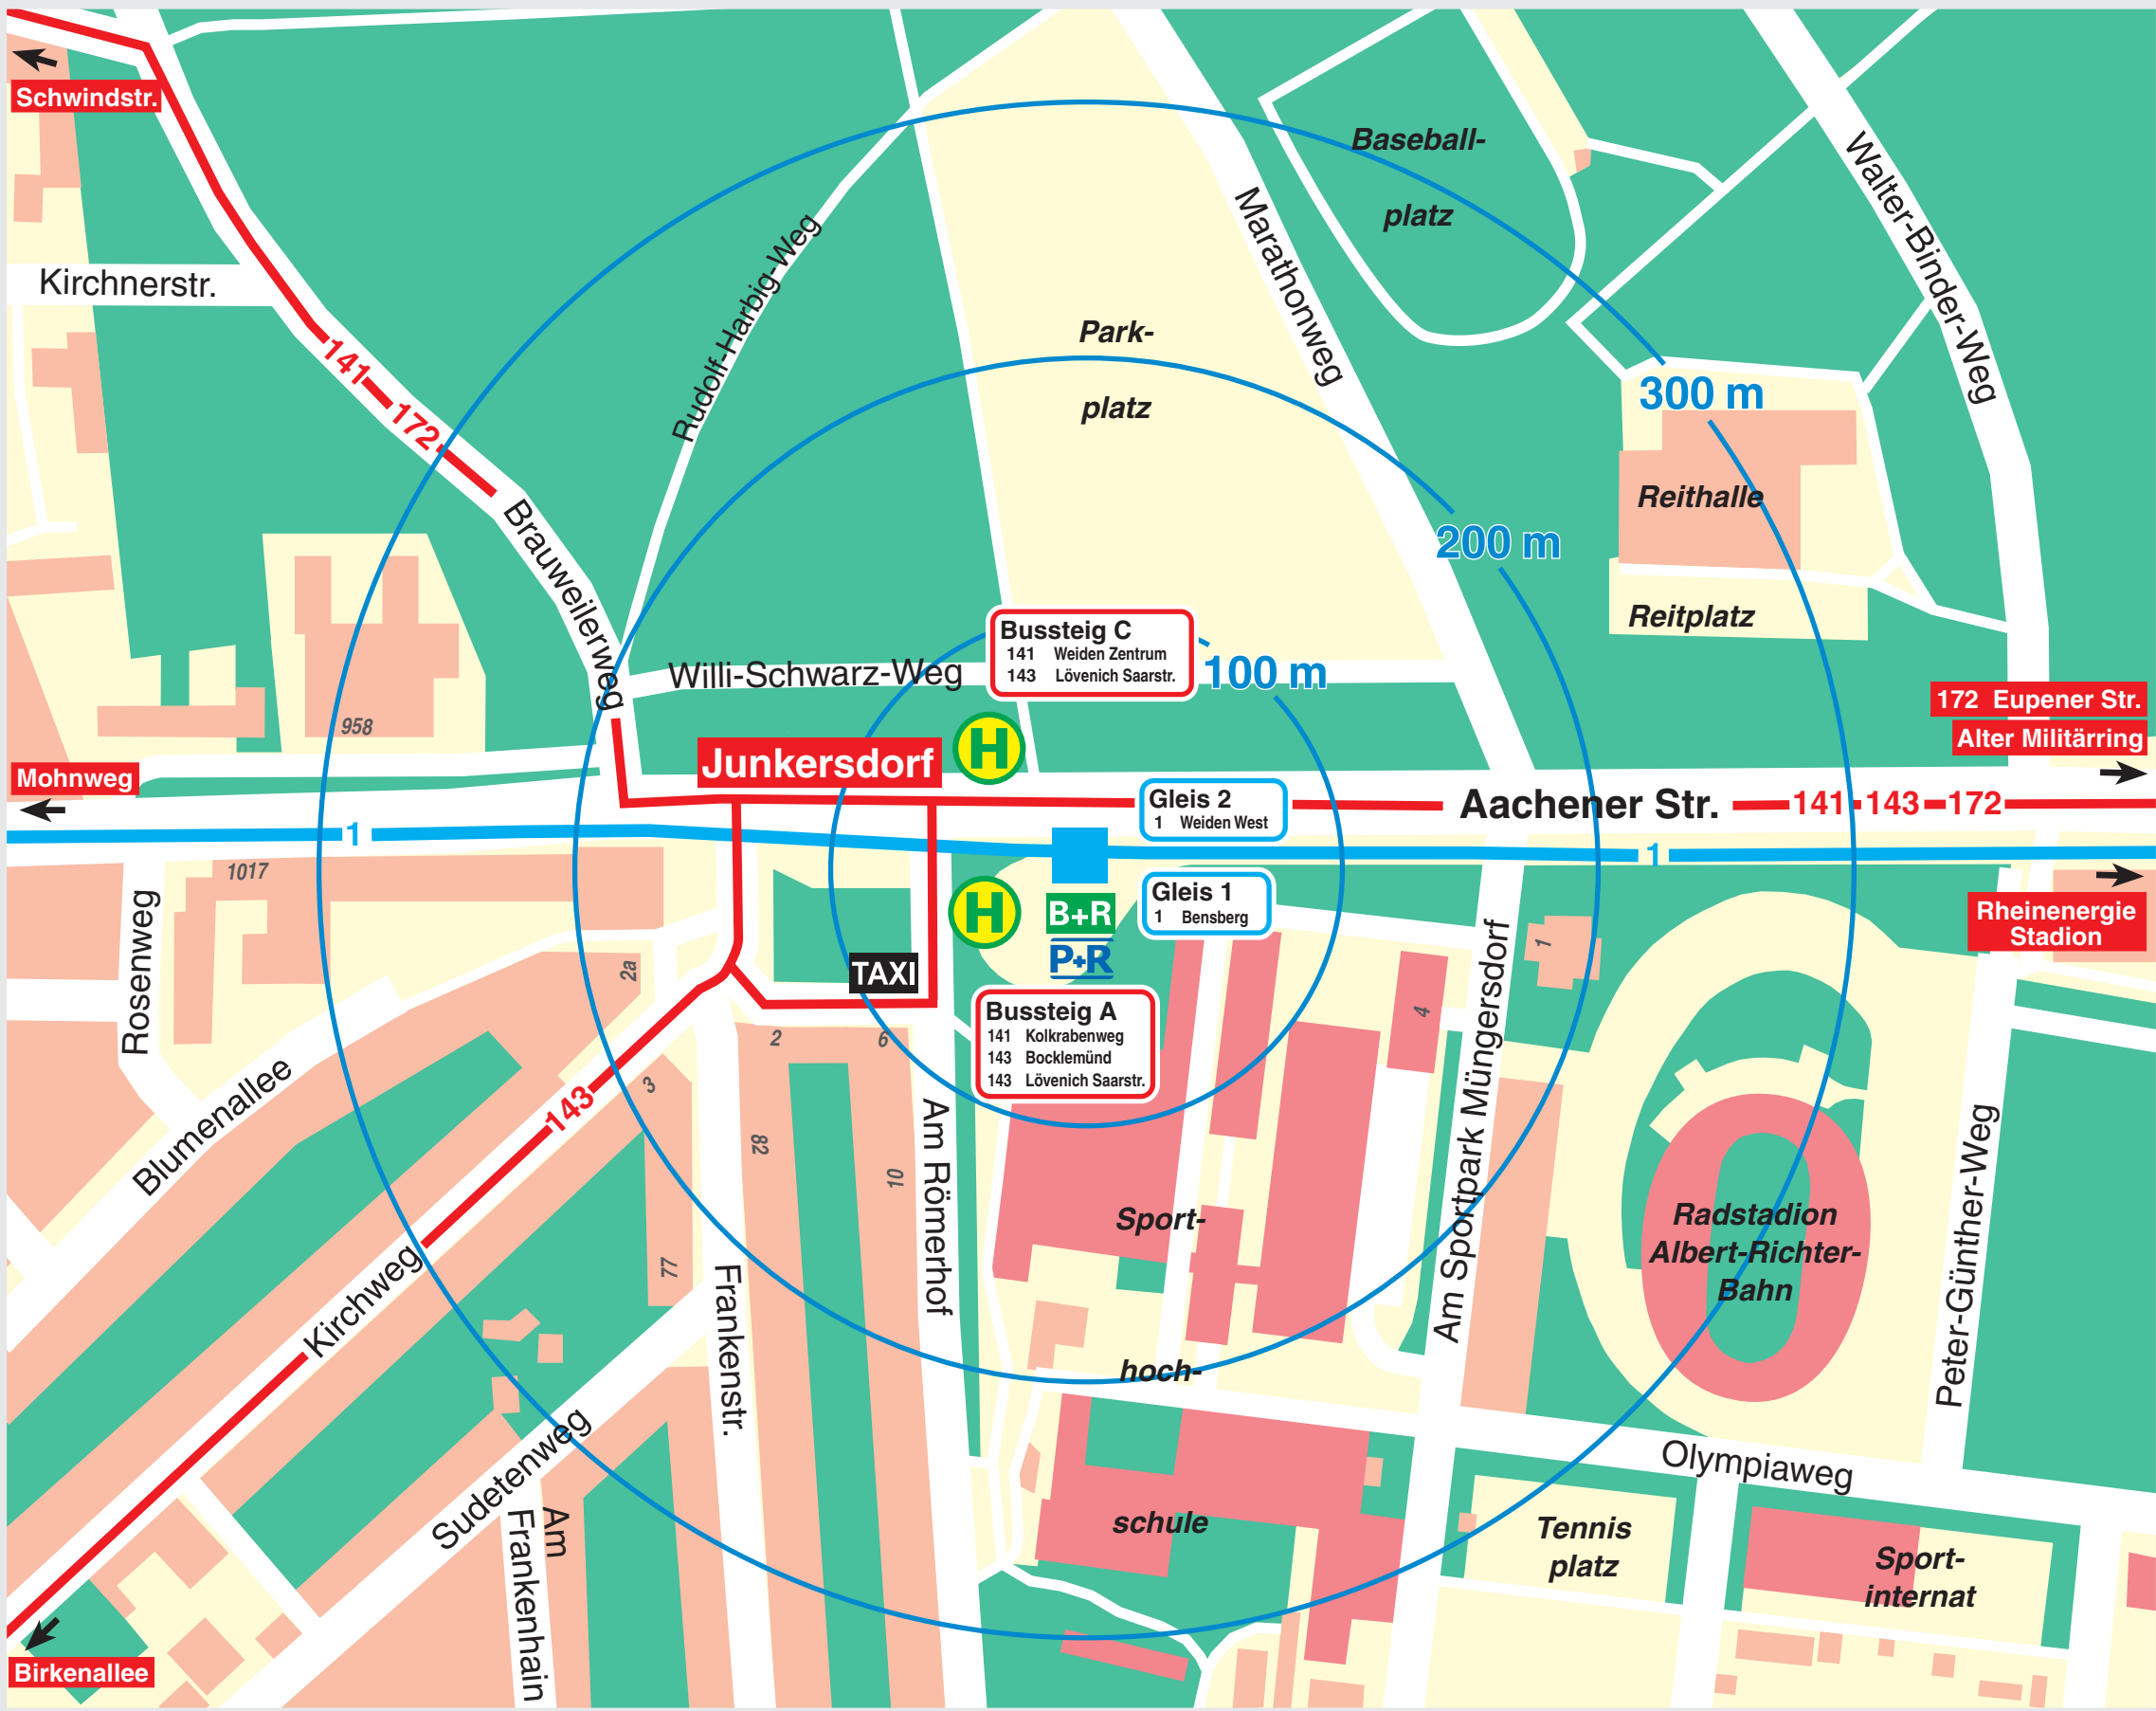 Schwindstr.
Kirchnerstr.
141
172
Brauweilerweg
Rudolf-Harbig-Weg
Park-
platz
Marathonweg
Baseball-
platz
Walter-Binder-Weg
300 m
Reithalle
Reitplatz
200 m
100 m
Willi-Schwarz-Weg
Bussteig C
141 Weiden Zentrum
143 Lövenich Saarstr.
958
172 Eupener Str.
Alter Militärring
Mohnweg
Junkersdorf
H
Gleis 2
1 Weiden West
Aachener Str.
141
143
172
1
1
1017
Rosenweg
H
B+R
P+R
Gleis 1
1 Bensberg
TAXI
Rheinenergie
Stadion
1
2a
2
6
4
3
82
10
77
Bussteig A
141 Kolkrabenweg
143 Bocklemünd
143 Lövenich Saarstr.
143
Blumenallee
Kirchweg
Frankenstr.
Am Römerhof
Sport-
hoch-
schule
Am Sportpark Müngersdorf
Radstadion
Albert-Richter-
Bahn
Peter-Günther-Weg
Olympiaweg
Sudetenweg
Am
Frankenhain
Tennis
platz
Sport-
internat
Birkenallee